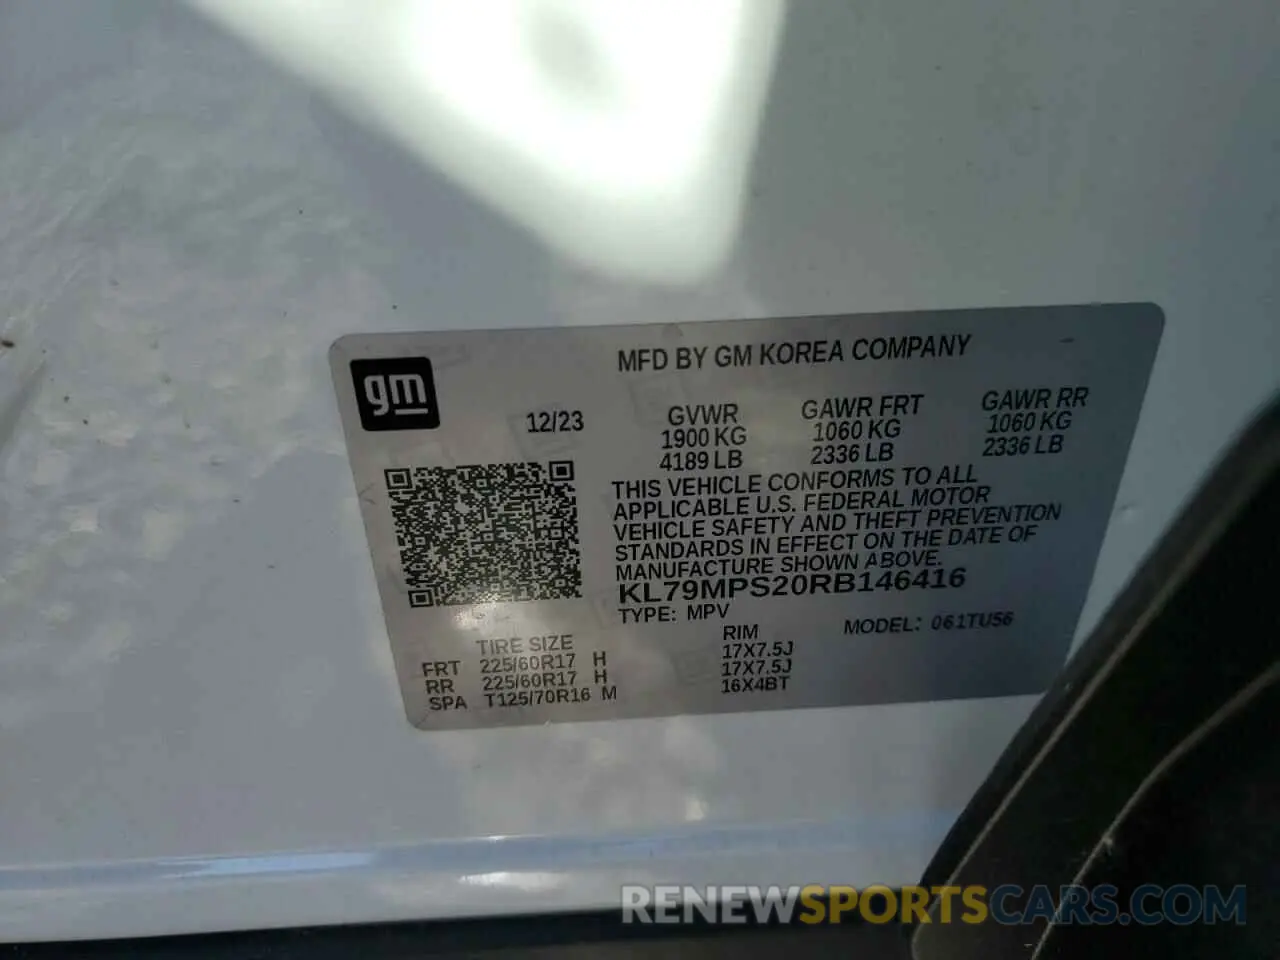 MFD BY GM KOREA COMPANY
gm
12/23
GVWR GAWR FRT GAWR RR
1900 KG 1060 KG 1060 KG
4189 LB 2336 LB 2336 LB
THIS VEHICLE CONFORMS TO ALL
APPLICABLE U.S. FEDERAL MOTOR
VEHICLE SAFETY AND THEFT PREVENTION
STANDARDS IN EFFECT ON THE DATE OF
MANUFACTURE SHOWN ABOVE.
KL79MPS20RB146416
TYPE: MPV MODEL: 061TU56
TIRE SIZE RIM
FRT 225/60R17 H 17X7.5J
RR 225/60R17 H 17X7.5J
SPA T125/70R16 M 16X4BT
RENEWSPORTSCARS.COM